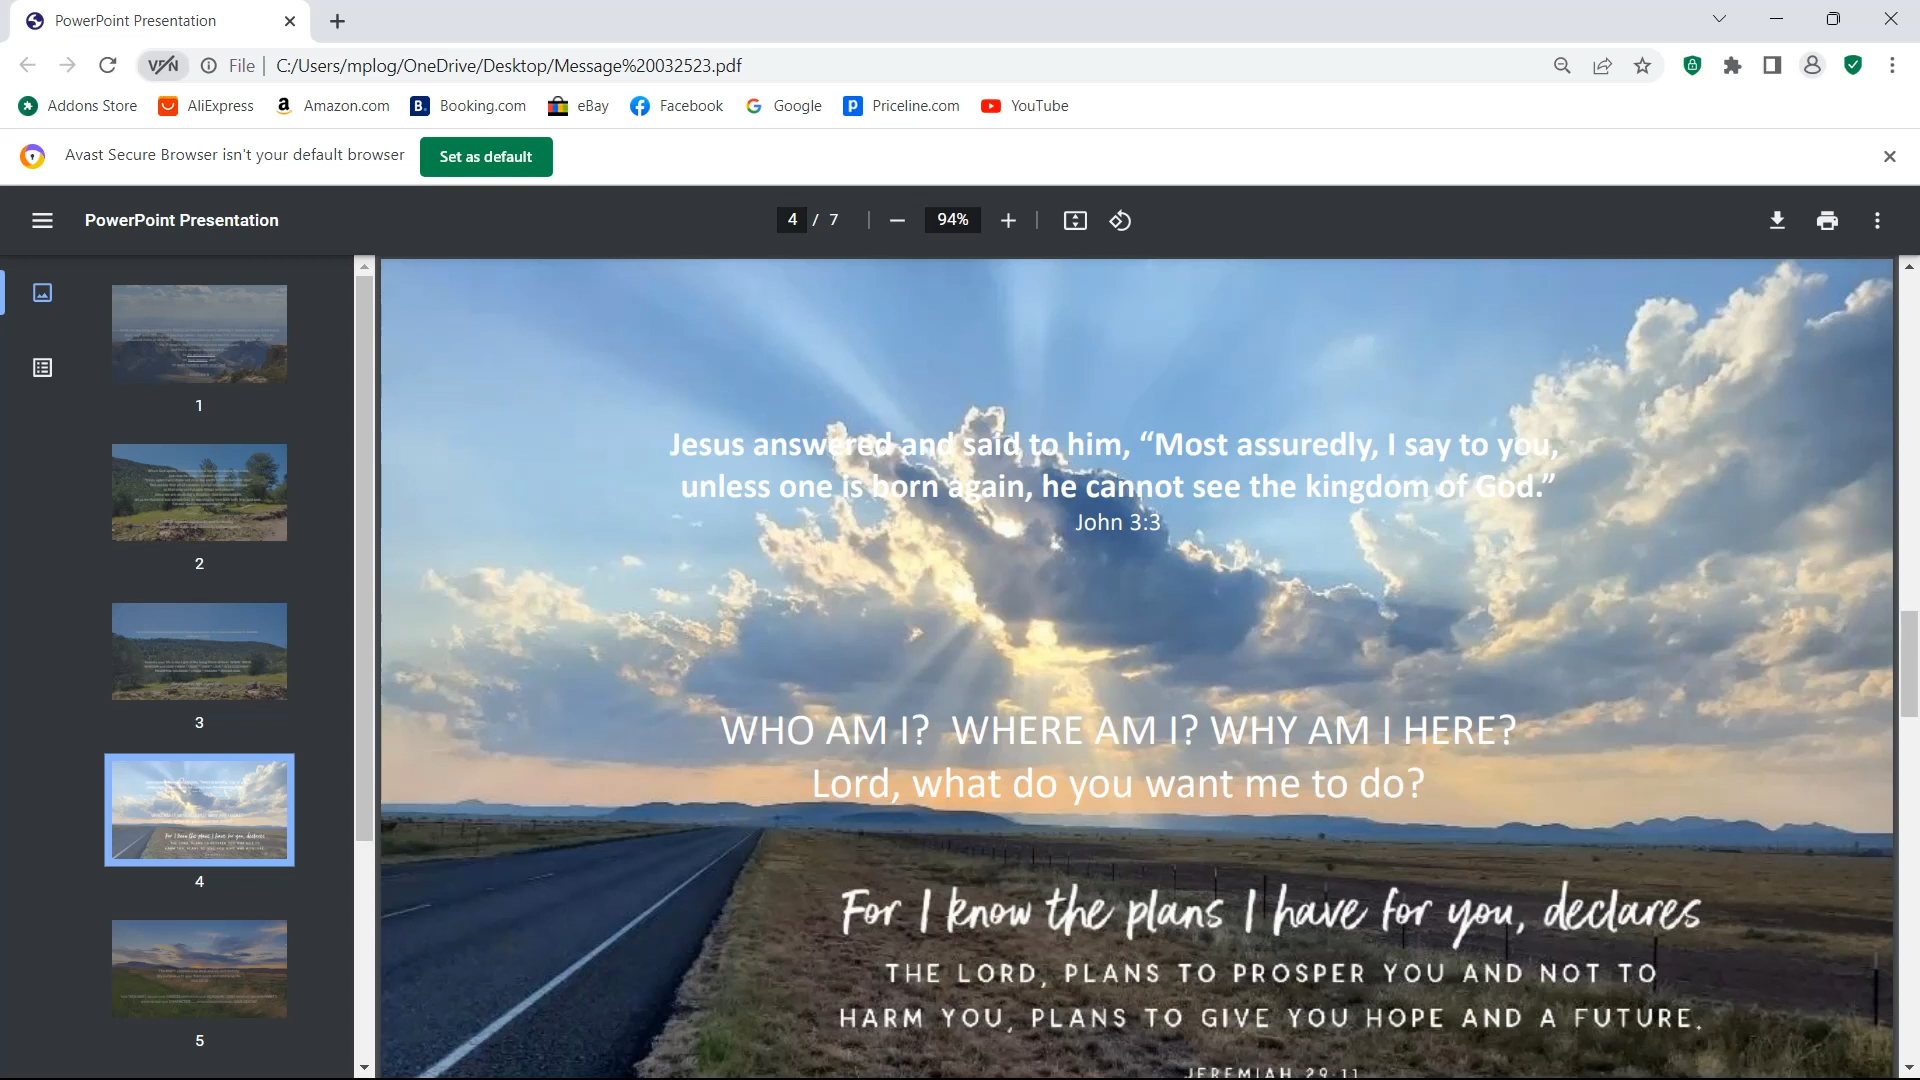 PowerPoint Presentation
VPN
File
C:/Users/mplog/OneDrive/Desktop/Message%20032523.pdf
Addons Store
AliExpress
Amazon.com
Booking.com
eBay
Facebook
Google
Priceline.com
YouTube
Avast Secure Browser isn't your default browser
Set as default
PowerPoint Presentation
4 / 7
94%
1
2
3
4
5
Jesus answered and said to him, “Most assuredly, I say to you,
unless one is born again, he cannot see the kingdom of God.”
John 3:3
WHO AM I? WHERE AM I? WHY AM I HERE?
Lord, what do you want me to do?
For I know the plans I have for you, declares
THE LORD, PLANS TO PROSPER YOU AND NOT TO
HARM YOU, PLANS TO GIVE YOU HOPE AND A FUTURE.
JEREMIAH 29:11